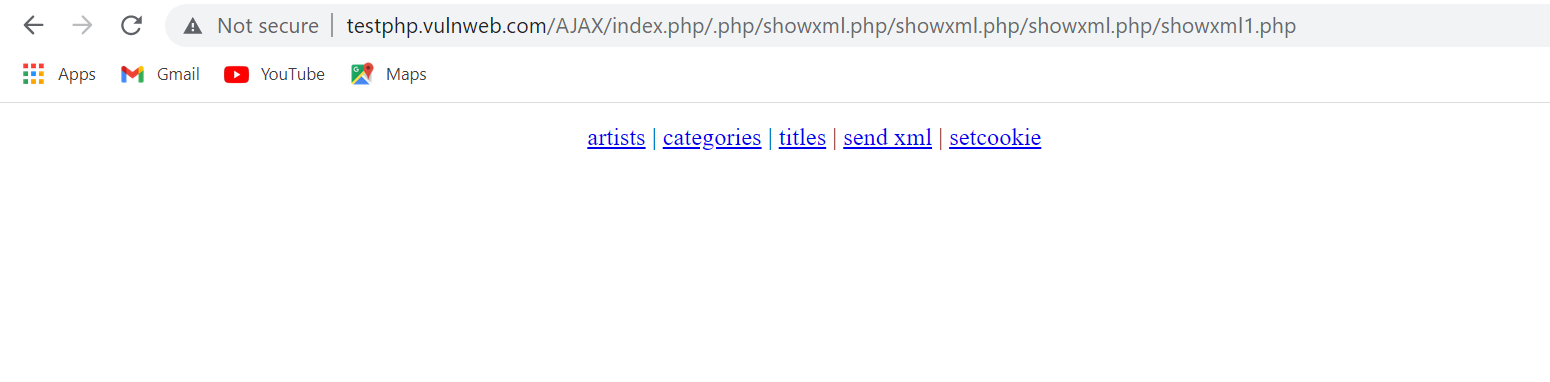 Not secure | testphp.vulnweb.com/AJAX/index.php/.php/showxml.php/showxml.php/showxml.php/showxml1.php
Apps Gmail YouTube Maps
artists | categories | titles | send xml | setcookie